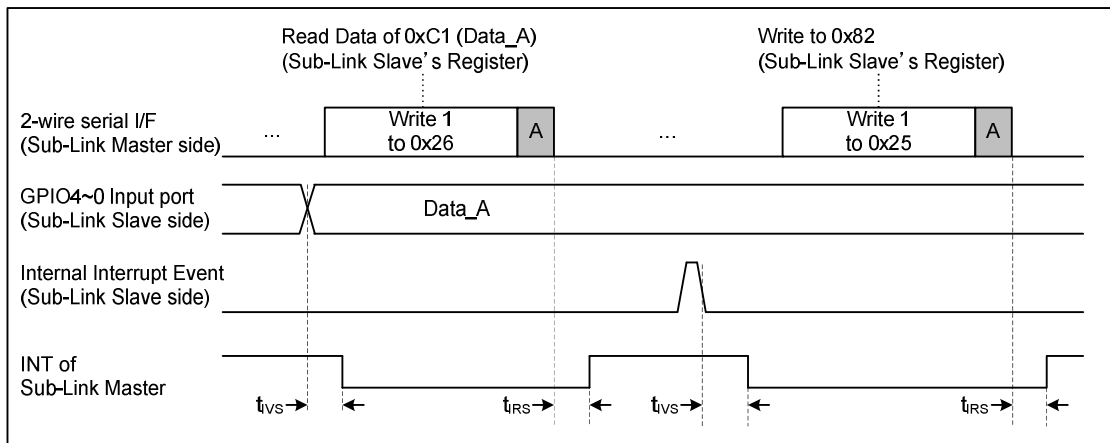 Read Data of 0xC1 (Data_A)
(Sub-Link Slave's Register)
Write to 0x82
(Sub-Link Slave's Register)
2-wire serial I/F
(Sub-Link Master side)
...
Write 1
to 0x26
A
...
Write 1
to 0x25
A
GPIO4~0 Input port
(Sub-Link Slave side)
Data_A
Internal Interrupt Event
(Sub-Link Slave side)
INT of
Sub-Link Master
tIVS
tIRS
tIVS
tIRS